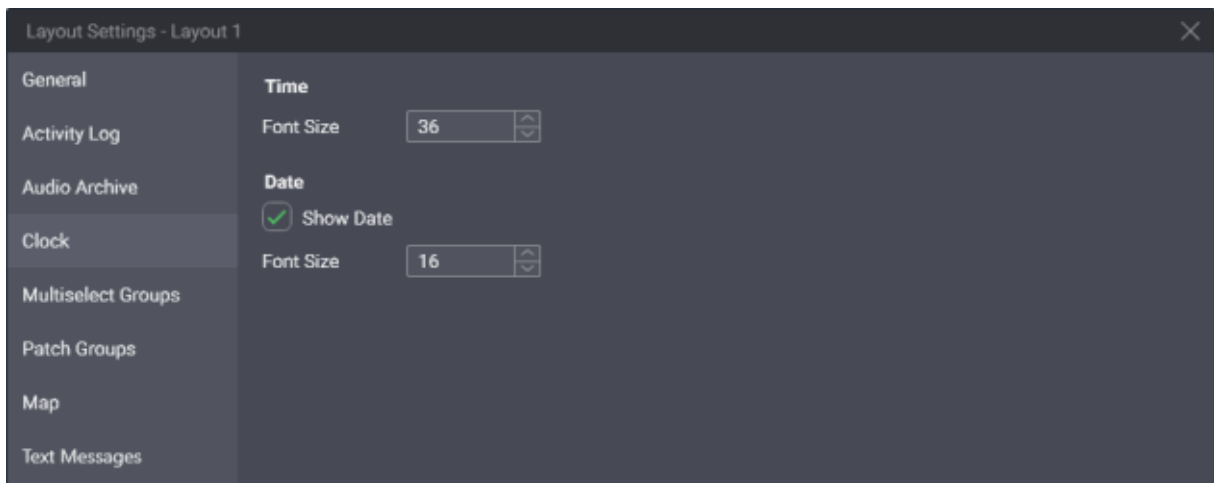 Layout Settings - Layout 1
General
Activity Log
Audio Archive
Clock
Multiselect Groups
Patch Groups
Map
Text Messages
Time
Font Size 36
Date
Show Date
Font Size 16